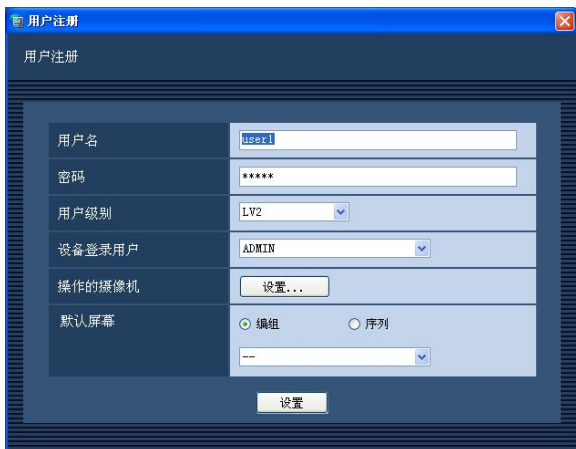 用户注册
用户注册
用户名 user1
密码 *****
用户级别 LV2
设备登录用户 ADMIN
操作的摄像机 设置...
默认屏幕 编组 序列
--
设置